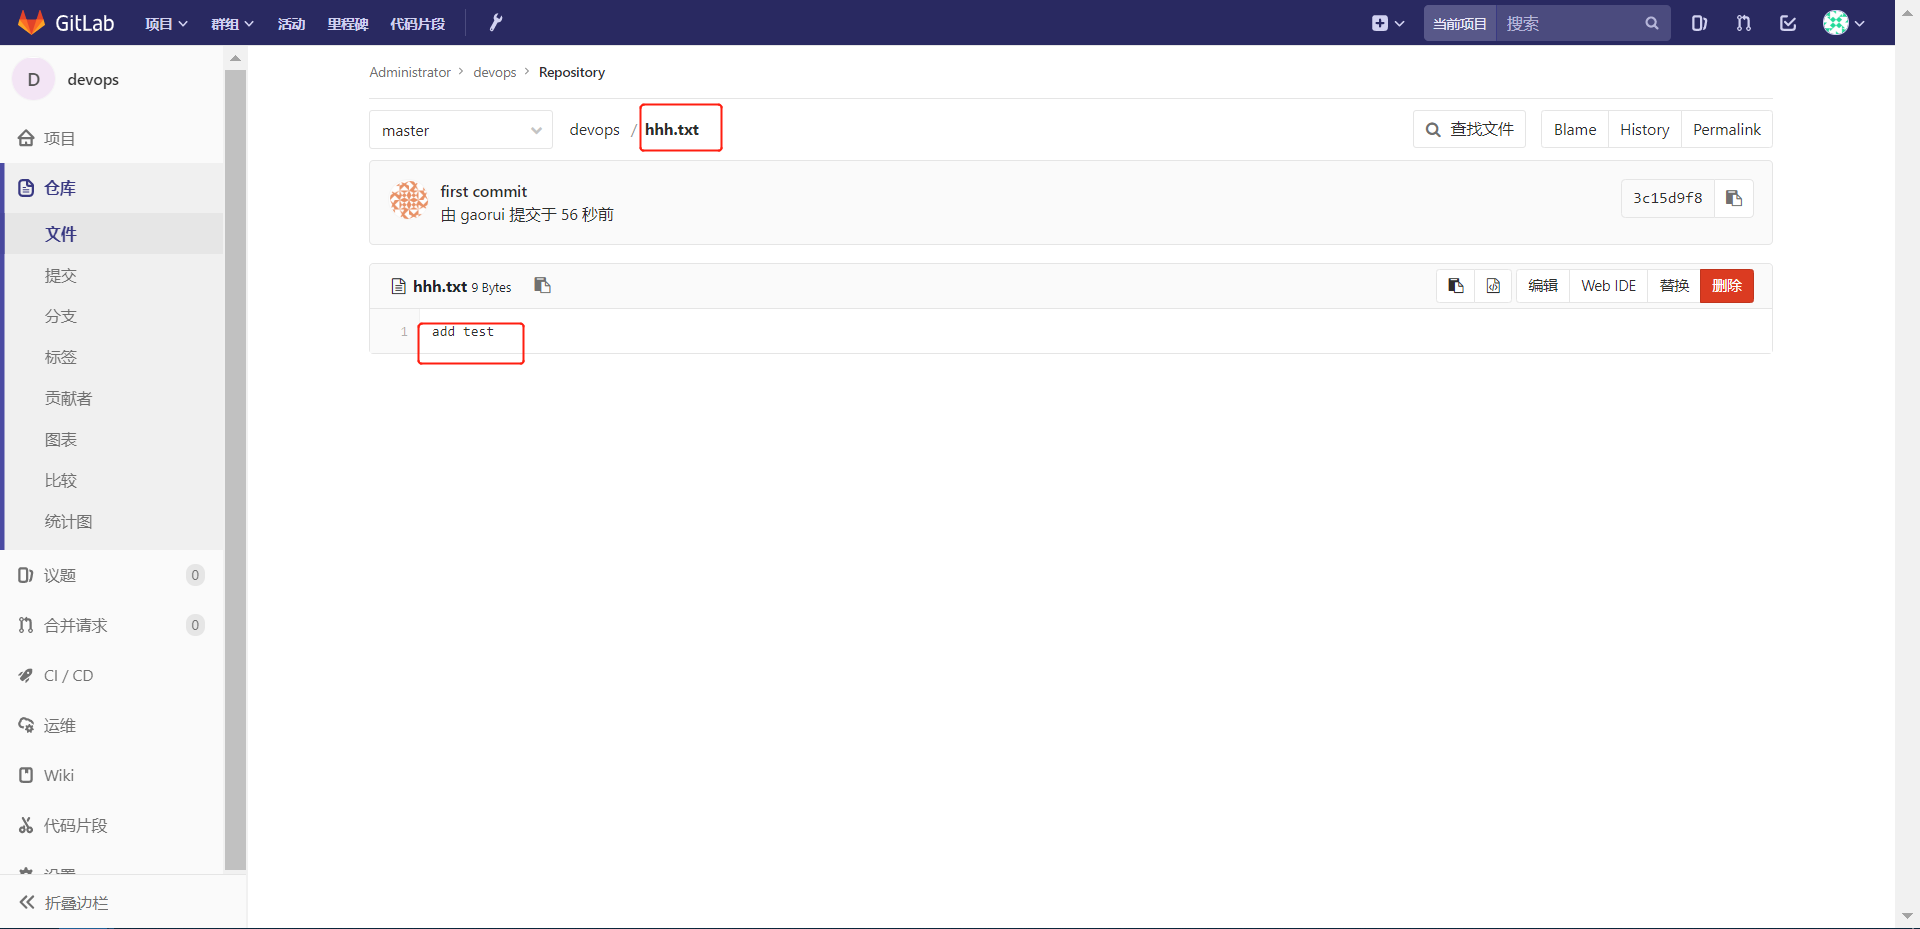 GitLab 项目 群组 活动 里程碑 代码片段 当前项目 搜索
D devops
项目
仓库
文件
提交
分支
标签
贡献者
图表
比较
统计图
议题 0
合并请求 0
CI / CD
运维
Wiki
代码片段
设置
折叠边栏
Administrator > devops > Repository
master devops / hhh.txt 查找文件 Blame History Permalink
first commit
由 gaorui 提交于 56 秒前
3c15d9f8
hhh.txt 9 Bytes 编辑 Web IDE 替换 删除
1 add test